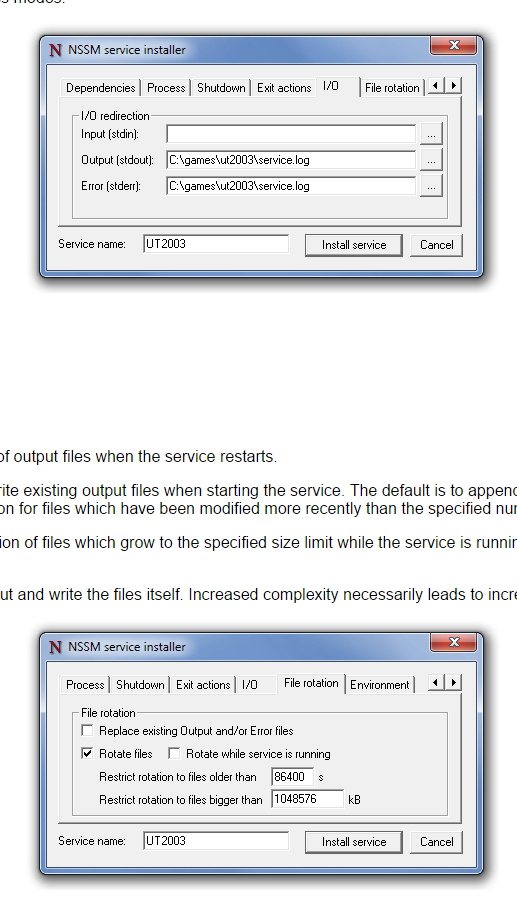 s modes.
N NSSM service installer
Dependencies Process Shutdown Exit actions I/O File rotation
I/O redirection
Input (stdin): ...
Output (stdout): C:\games\ut2003\service.log ...
Error (stderr): C:\games\ut2003\service.log ...
Service name: UT2003 Install service Cancel
of output files when the service restarts.
rite existing output files when starting the service. The default is to append
on for files which have been modified more recently than the specified nu
ion of files which grow to the specified size limit while the service is runnin
ut and write the files itself. Increased complexity necessarily leads to incre
N NSSM service installer
Process Shutdown Exit actions I/O File rotation Environment
File rotation
Replace existing Output and/or Error files
Rotate files Rotate while service is running
Restrict rotation to files older than 86400 s
Restrict rotation to files bigger than 1048576 kB
Service name: UT2003 Install service Cancel